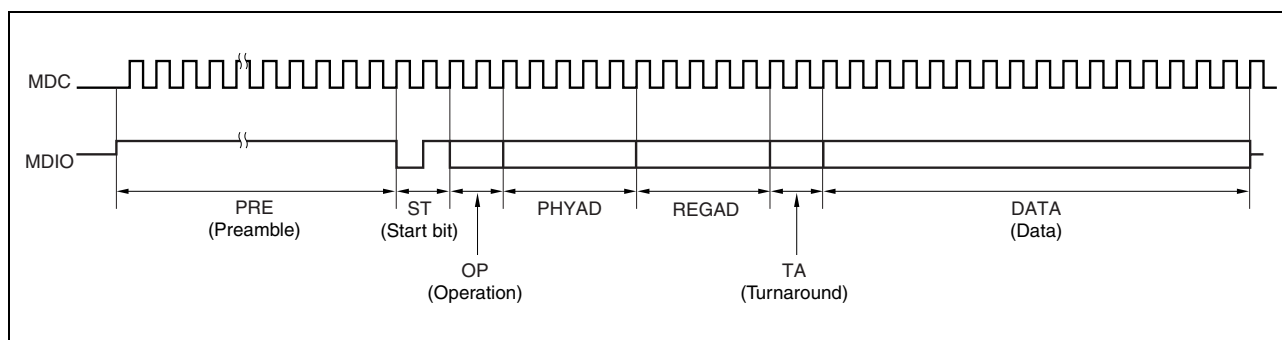 MDC
MDIO
PRE
(Preamble)
ST
(Start bit)
PHYAD
REGAD
DATA
(Data)
OP
(Operation)
TA
(Turnaround)